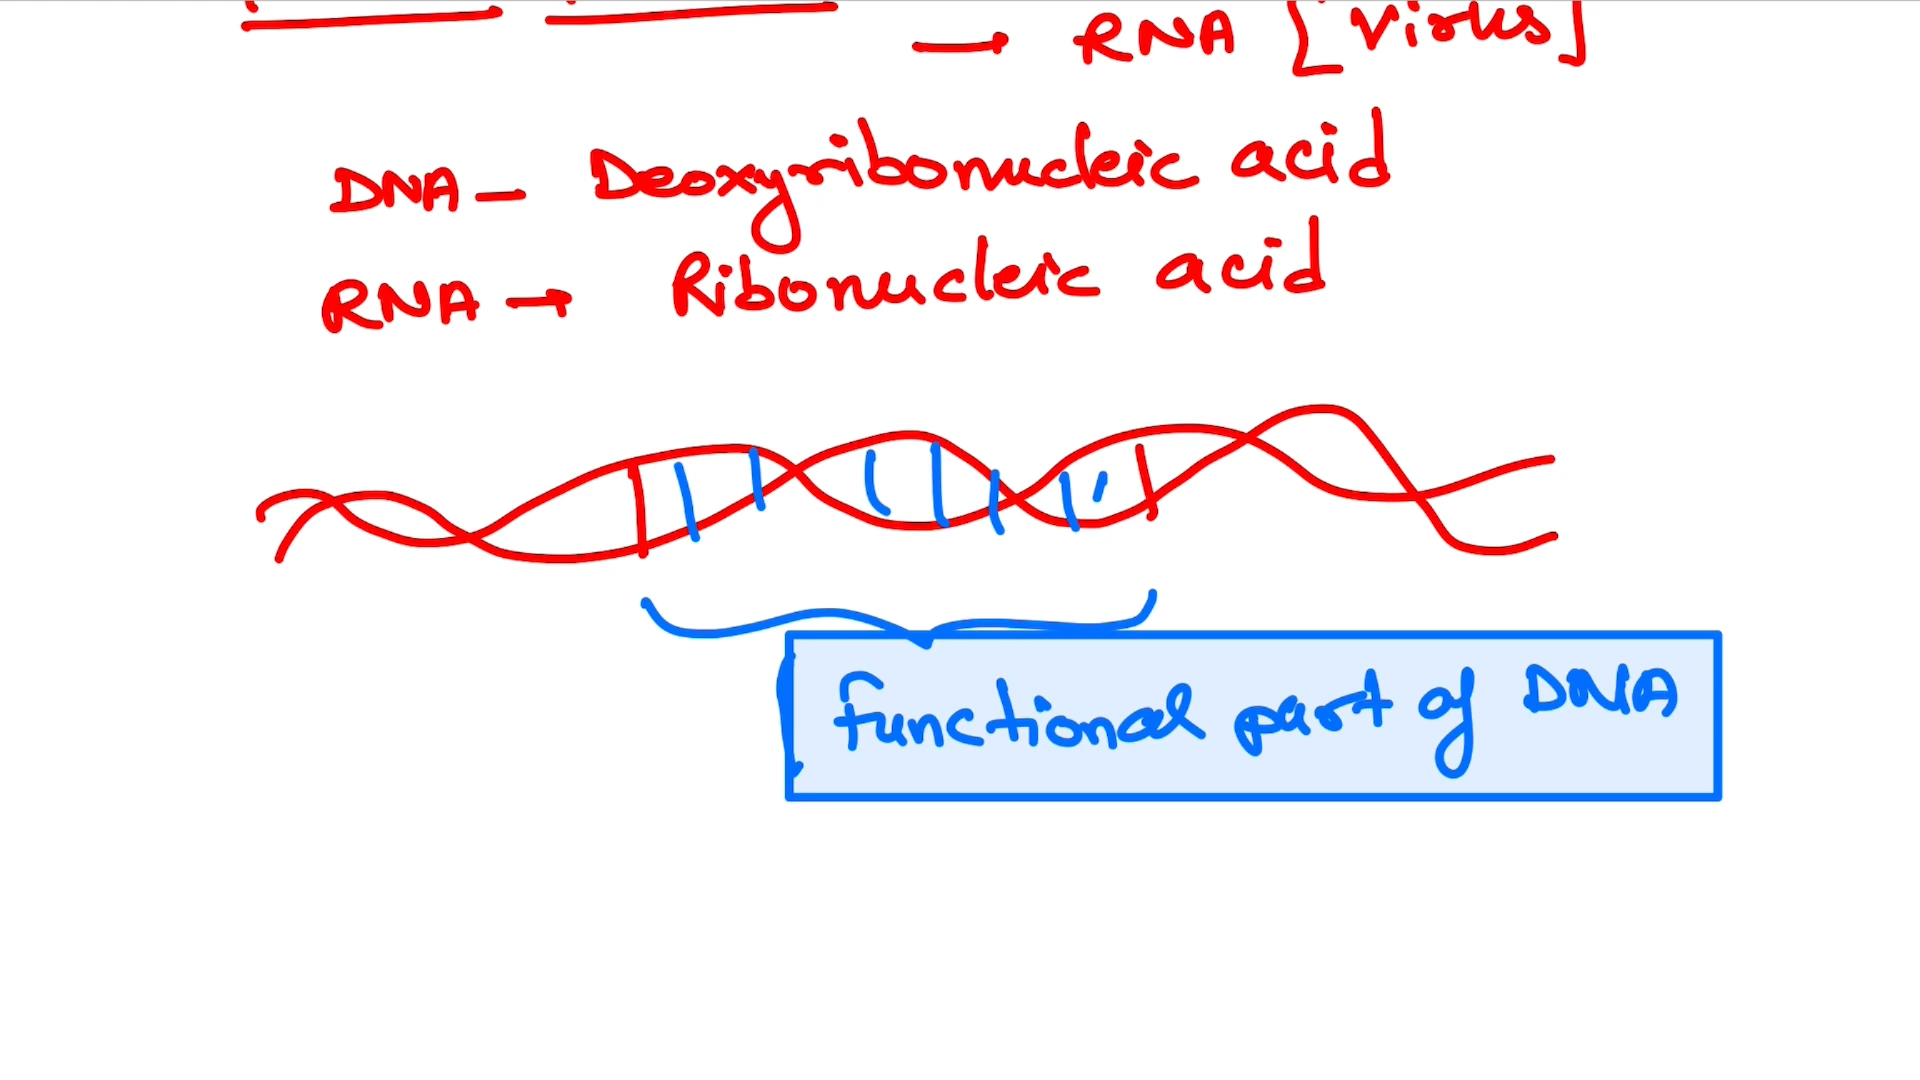 → RNA [Virus]
DNA - Deoxyribonucleic acid
RNA → Ribonucleic acid
functional part of DNA